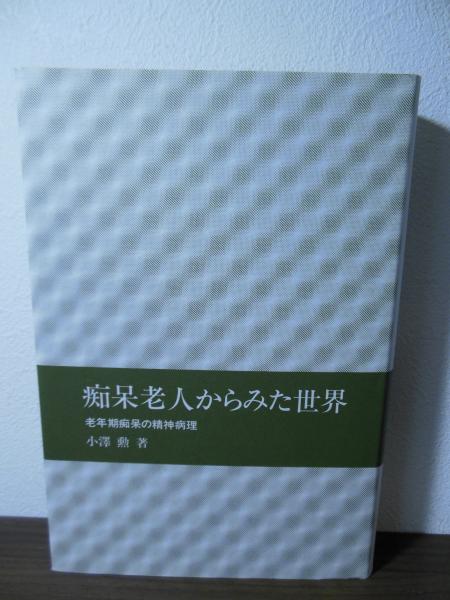 痴呆老人からみた世界
老年期痴呆の精神病理
小澤 勲 著